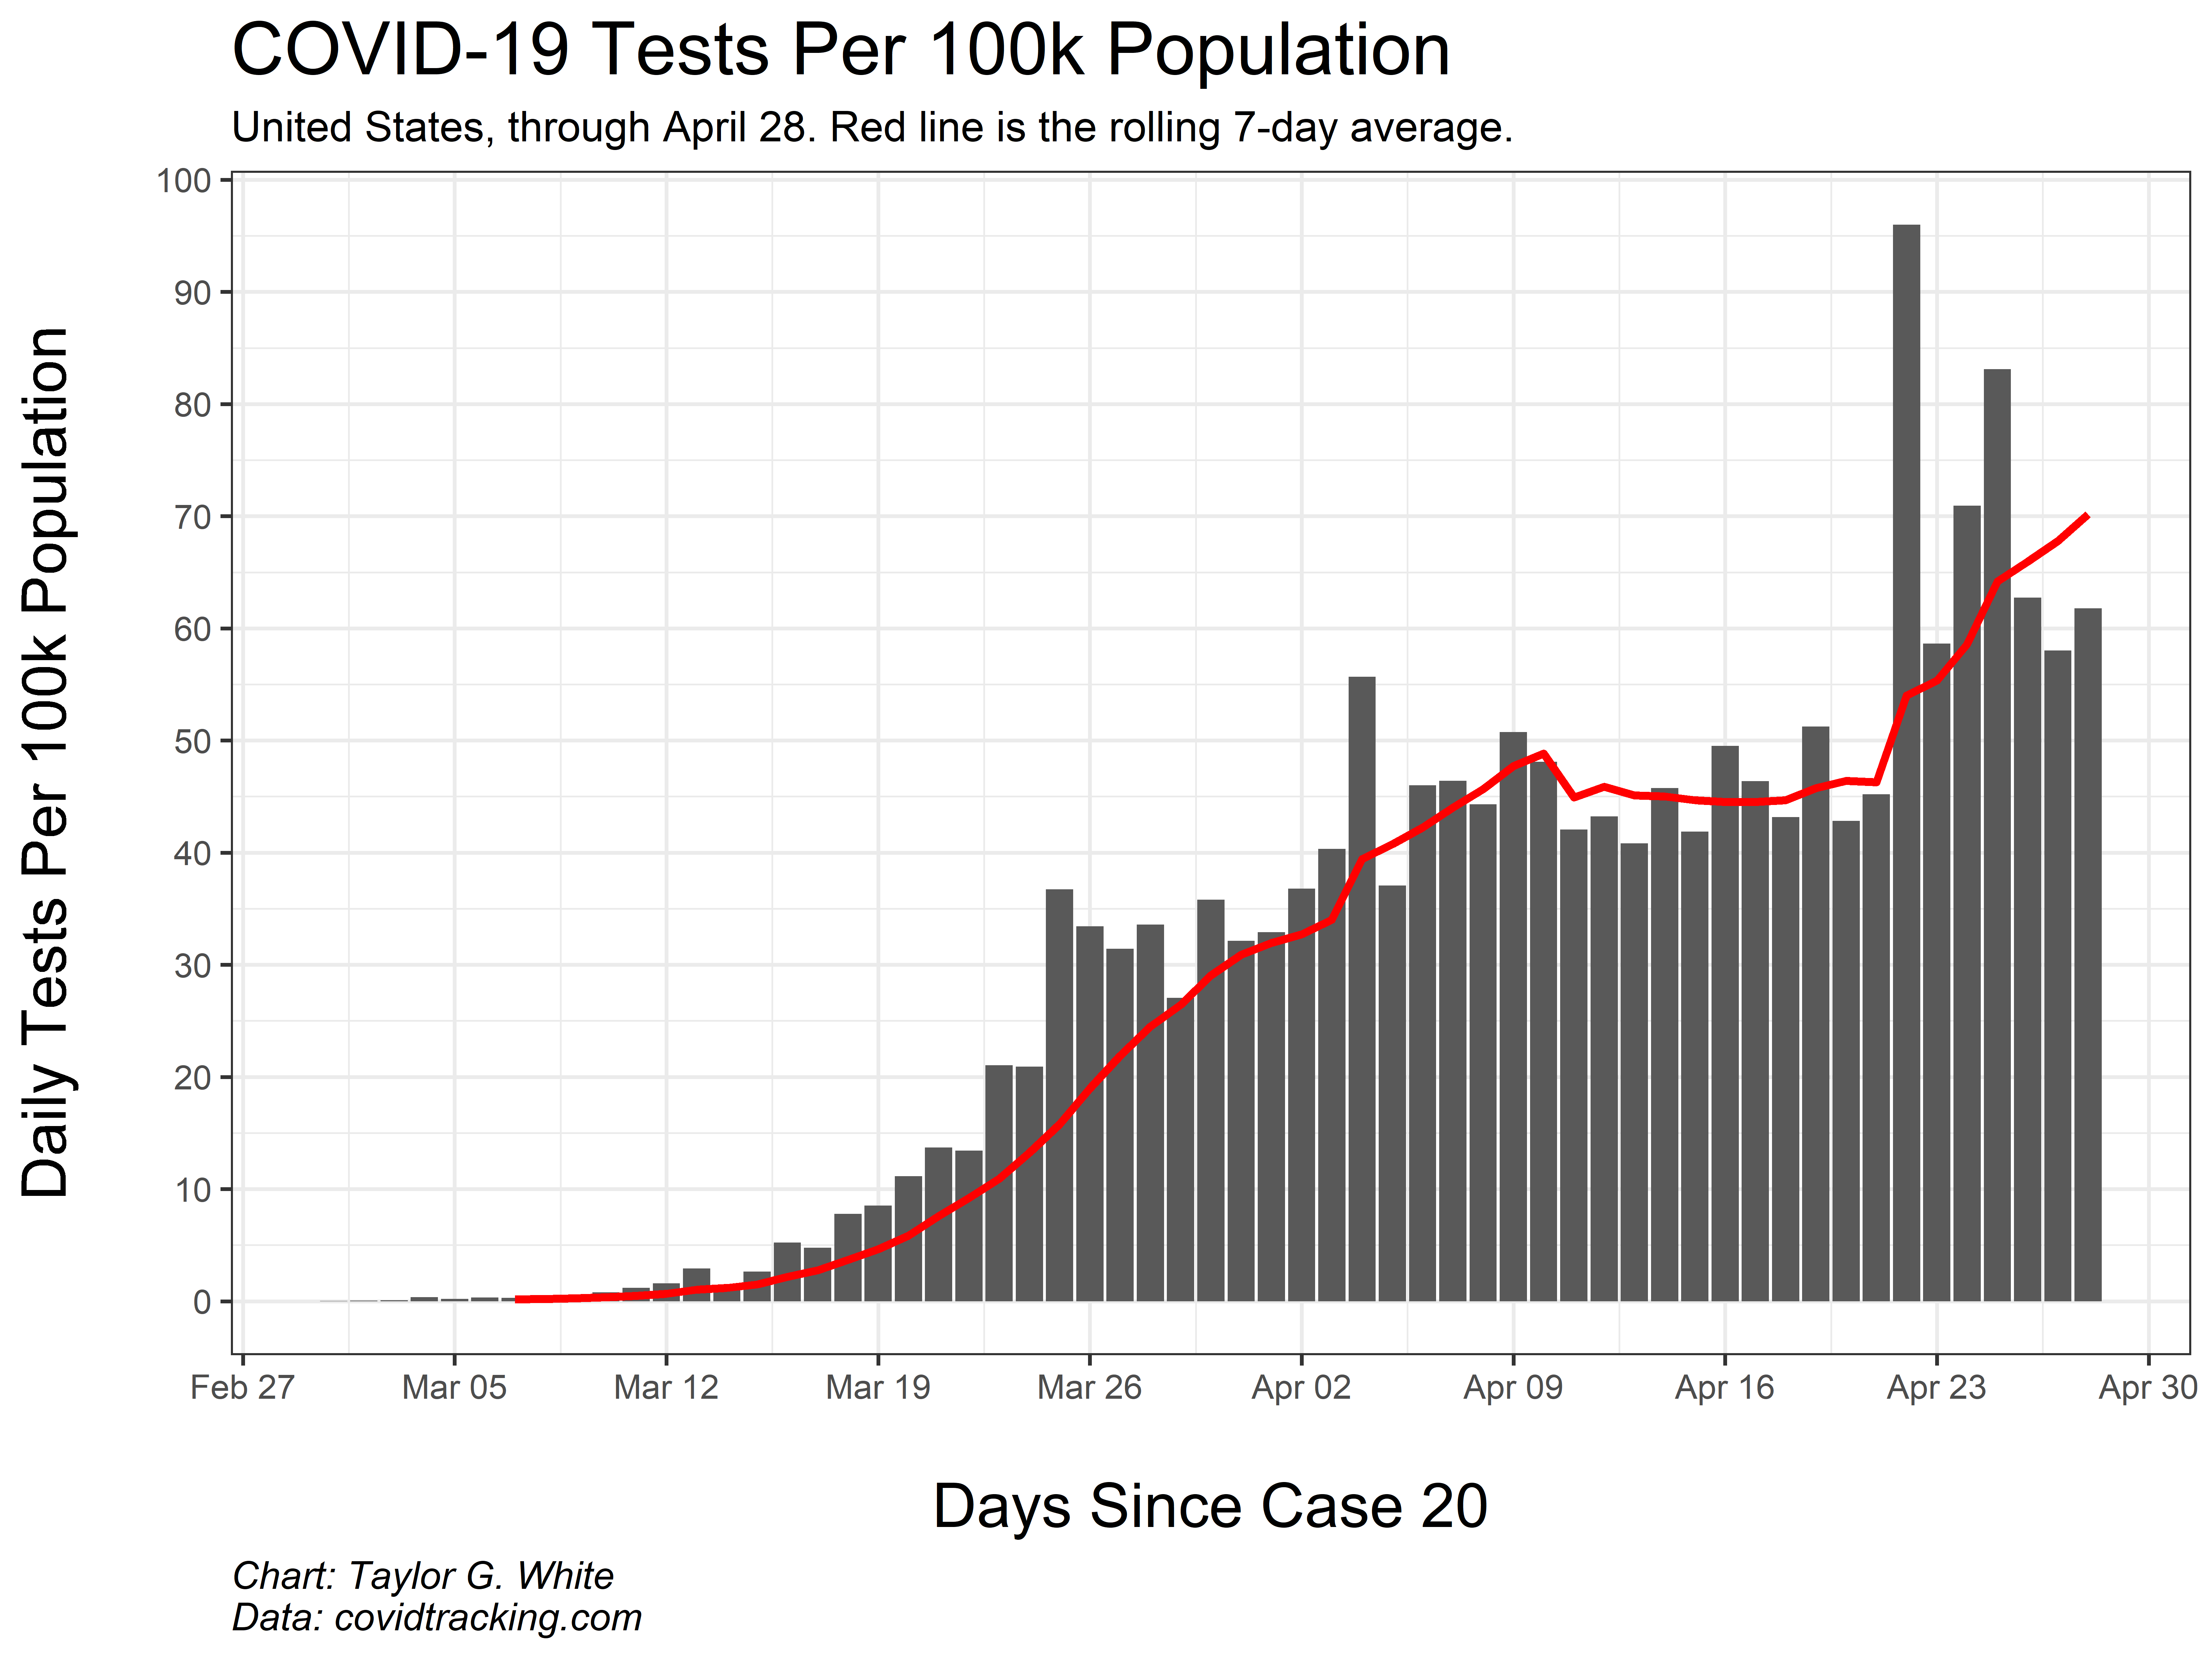 COVID-19 Tests Per 100k Population
United States, through April 28. Red line is the rolling 7-day average.
Daily Tests Per 100k Population
100
90
80
70
60
50
40
30
20
10
0
Feb 27 Mar 05 Mar 12 Mar 19 Mar 26 Apr 02 Apr 09 Apr 16 Apr 23 Apr 30
Days Since Case 20
Chart: Taylor G. White
Data: covidtracking.com